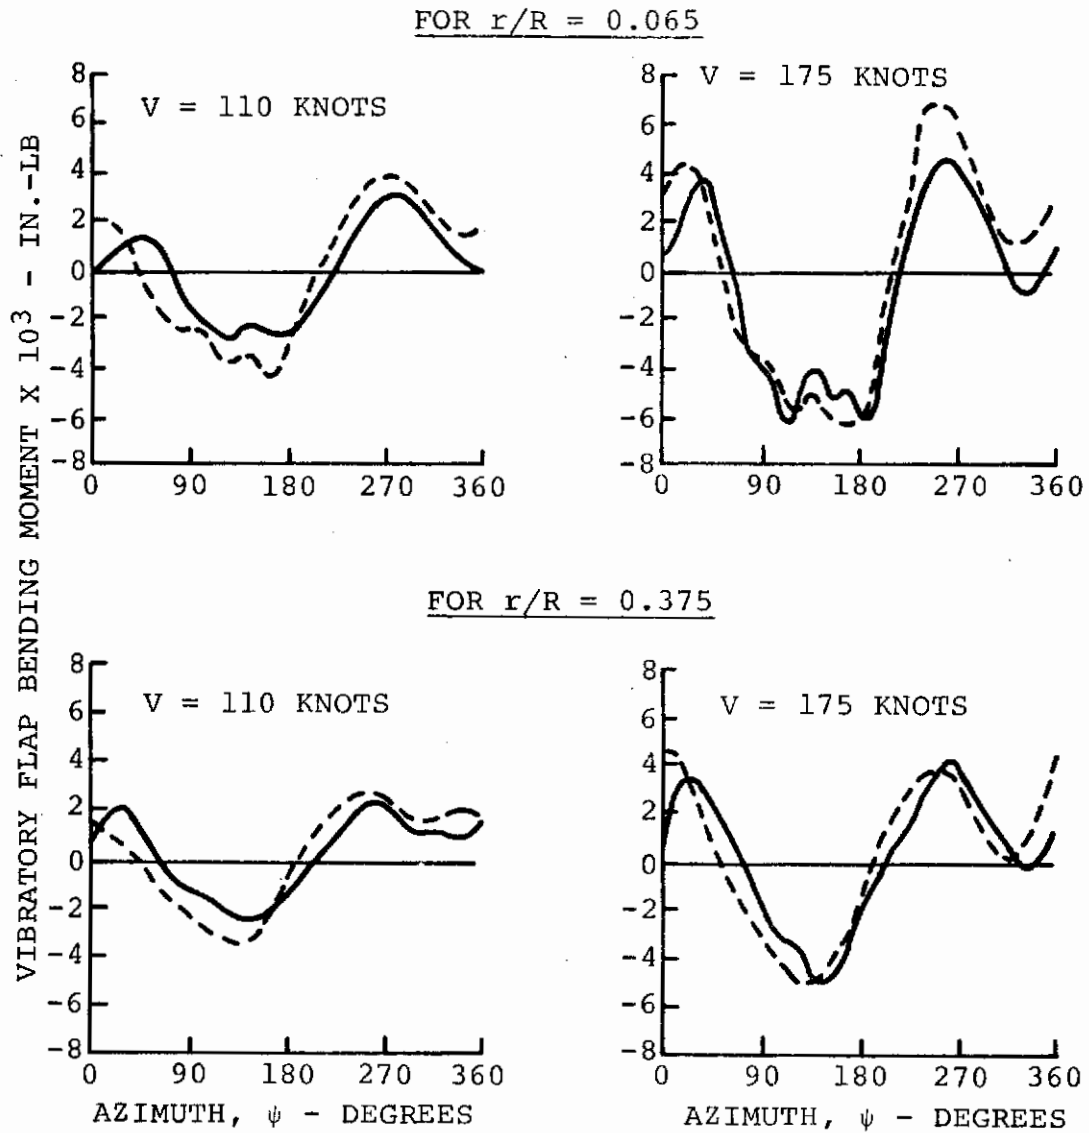 FOR r/R = 0.065
VIBRATORY FLAP BENDING MOMENT X 10³ - IN.-LB
V = 110 KNOTS
8
6
4
2
0
-2
-4
-6
-8
0 90 180 270 360
V = 175 KNOTS
8
6
4
2
0
-2
-4
-6
-8
0 90 180 270 360
FOR r/R = 0.375
V = 110 KNOTS
8
6
4
2
0
-2
-4
-6
-8
0 90 180 270 360
AZIMUTH, ψ - DEGREES
V = 175 KNOTS
8
6
4
2
0
-2
-4
-6
-8
0 90 180 270 360
AZIMUTH, ψ - DEGREES